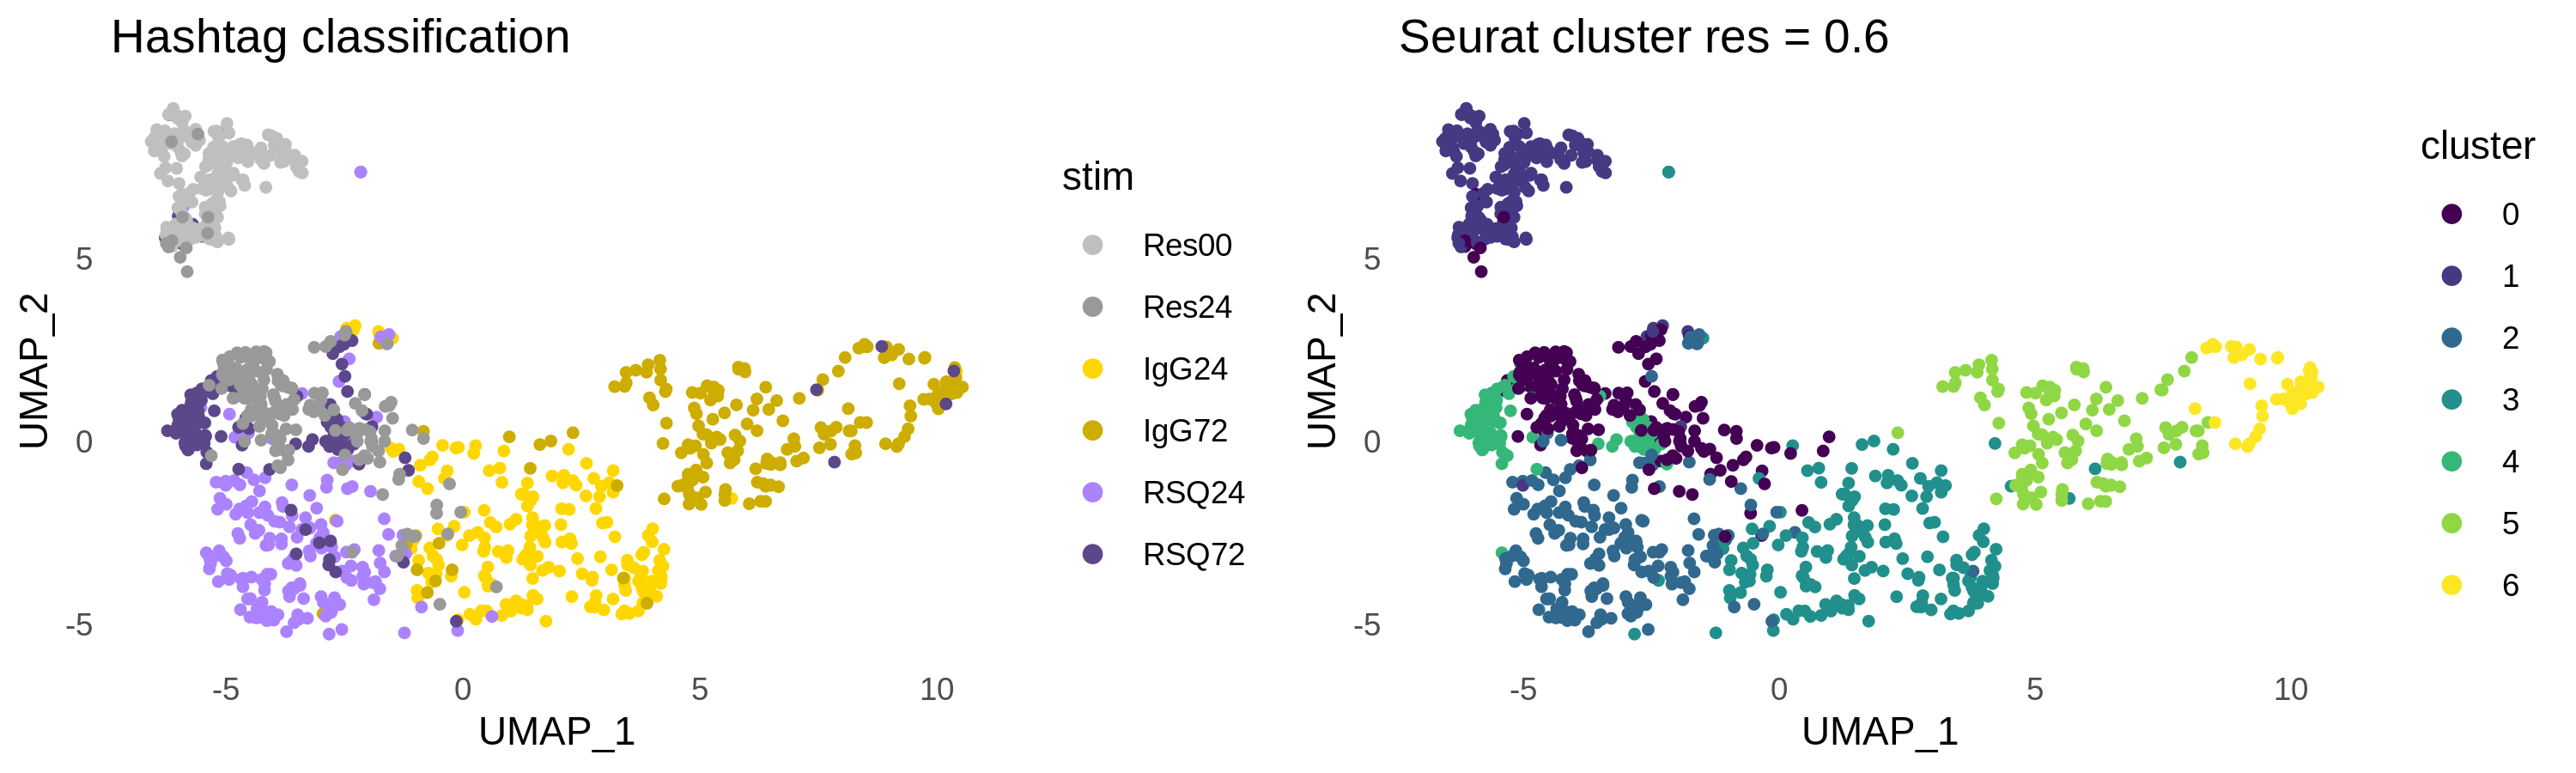 Hashtag classification
5
0
-5
UMAP_2
-5 0 5 10
UMAP_1
stim
Res00
Res24
IgG24
IgG72
RSQ24
RSQ72
Seurat cluster res = 0.6
5
0
-5
UMAP_2
-5 0 5 10
UMAP_1
cluster
0
1
2
3
4
5
6